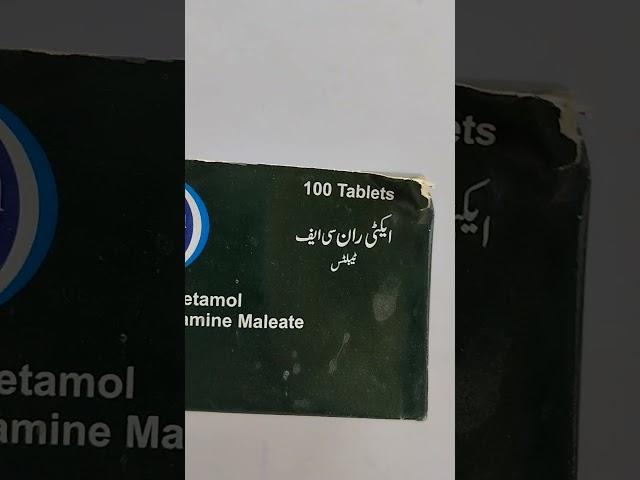 100 Tablets
ایکٹی ران سی ایف
ٹیبلٹس
etamol
amine Maleate